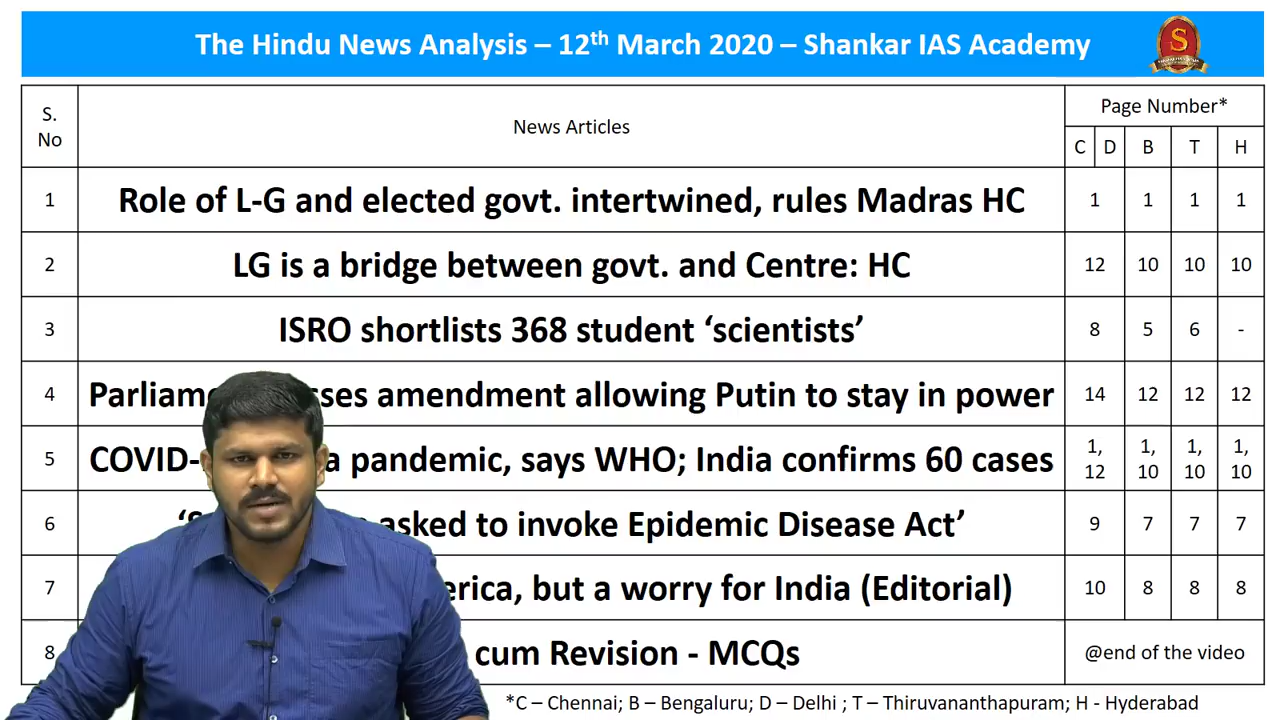 The Hindu News Analysis – 12th March 2020 – Shankar IAS Academy
S
S. No
News Articles
Page Number*
C D B T H
1 Role of L-G and elected govt. intertwined, rules Madras HC 1 1 1 1
2 LG is a bridge between govt. and Centre: HC 12 10 10 10
3 ISRO shortlists 368 student ‘scientists’ 8 5 6 -
4 Parliam sses amendment allowing Putin to stay in power 14 12 12 12
5 COVID- a pandemic, says WHO; India confirms 60 cases 1, 12 1, 10 1, 10 1, 10
6 asked to invoke Epidemic Disease Act’ 9 7 7 7
7 erica, but a worry for India (Editorial) 10 8 8 8
8 cum Revision - MCQs @end of the video
*C – Chennai; B – Bengaluru; D – Delhi ; T – Thiruvananthapuram; H - Hyderabad